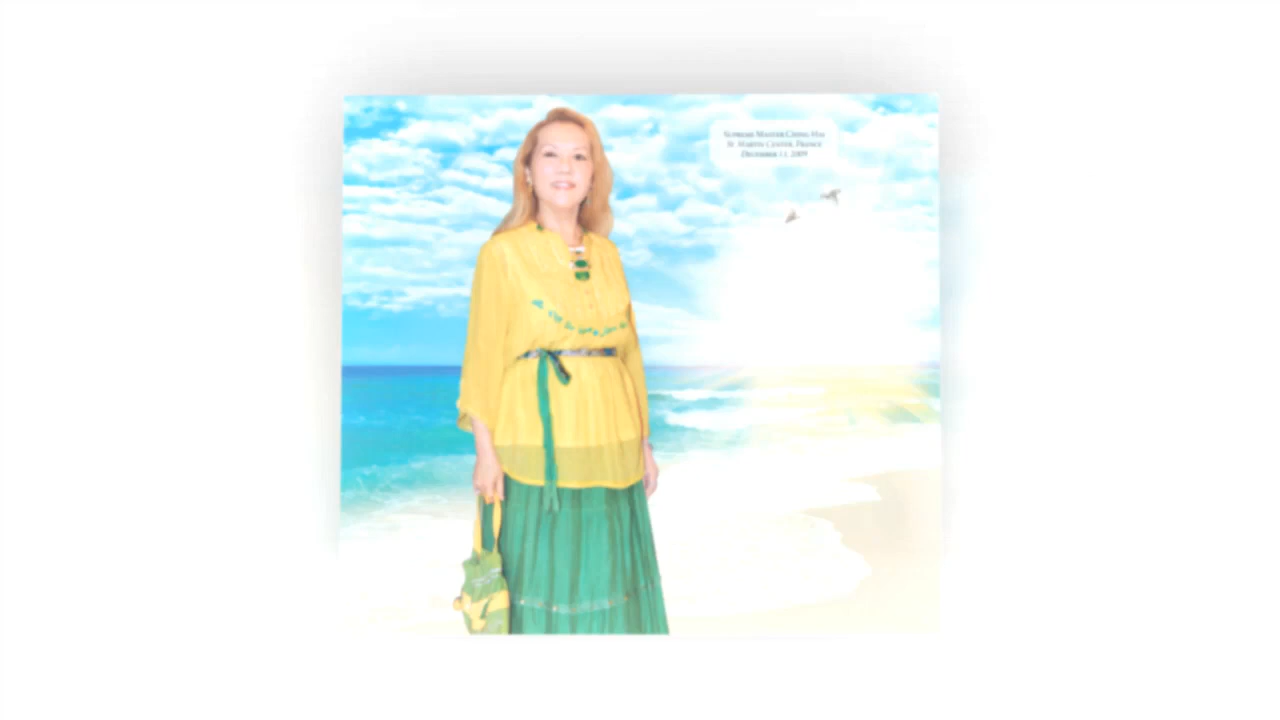 Supreme Master Ching Hai
St. Martin Center, France
December 11, 2009